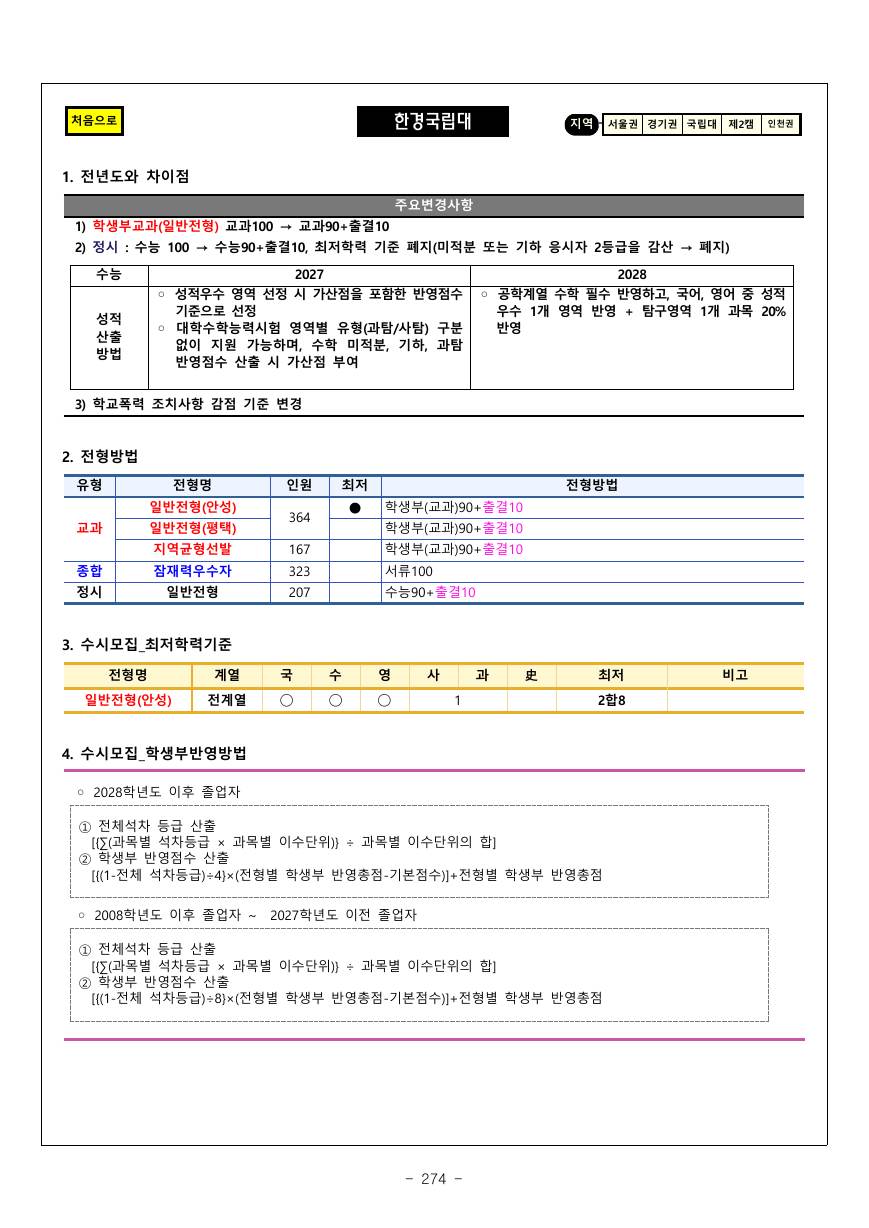 처음으로
한경국립대
지역 서울권 경기권 국립대 제2캠 인천권
1. 전년도와 차이점
주요변경사항
1) 학생부교과(일반전형) 교과100 → 교과90+출결10
2) 정시 : 수능 100 → 수능90+출결10, 최저학력 기준 폐지(미적분 또는 기하 응시자 2등급을 감산 → 폐지)
수능 2027 2028
성적
산출
방법
○ 성적우수 영역 선정 시 가산점을 포함한 반영점수
기준으로 선정
○ 대학수학능력시험 영역별 유형(과탐/사탐) 구분
없이 지원 가능하며, 수학 미적분, 기하, 과탐
반영점수 산출 시 가산점 부여
○ 공학계열 수학 필수 반영하고, 국어, 영어 중 성적
우수 1개 영역 반영 + 탐구영역 1개 과목 20%
반영
3) 학교폭력 조치사항 감점 기준 변경
2. 전형방법
유형 전형명 인원 최저 전형방법
교과 일반전형(안성) 364 ● 학생부(교과)90+출결10
일반전형(평택) 학생부(교과)90+출결10
지역균형선발 167 학생부(교과)90+출결10
종합 잠재력우수자 323 서류100
정시 일반전형 207 수능90+출결10
3. 수시모집_최저학력기준
전형명 계열 국 수 영 사 과 史 최저 비고
일반전형(안성) 전계열 ○ ○ ○ 1 2합8
4. 수시모집_학생부반영방법
○ 2028학년도 이후 졸업자
① 전체석차 등급 산출
[{∑(과목별 석차등급 × 과목별 이수단위)} ÷ 과목별 이수단위의 합]
② 학생부 반영점수 산출
[{(1-전체 석차등급)÷4}×(전형별 학생부 반영총점-기본점수)]+전형별 학생부 반영총점
○ 2008학년도 이후 졸업자 ~ 2027학년도 이전 졸업자
① 전체석차 등급 산출
[{∑(과목별 석차등급 × 과목별 이수단위)} ÷ 과목별 이수단위의 합]
② 학생부 반영점수 산출
[{(1-전체 석차등급)÷8}×(전형별 학생부 반영총점-기본점수)]+전형별 학생부 반영총점
- 274 -